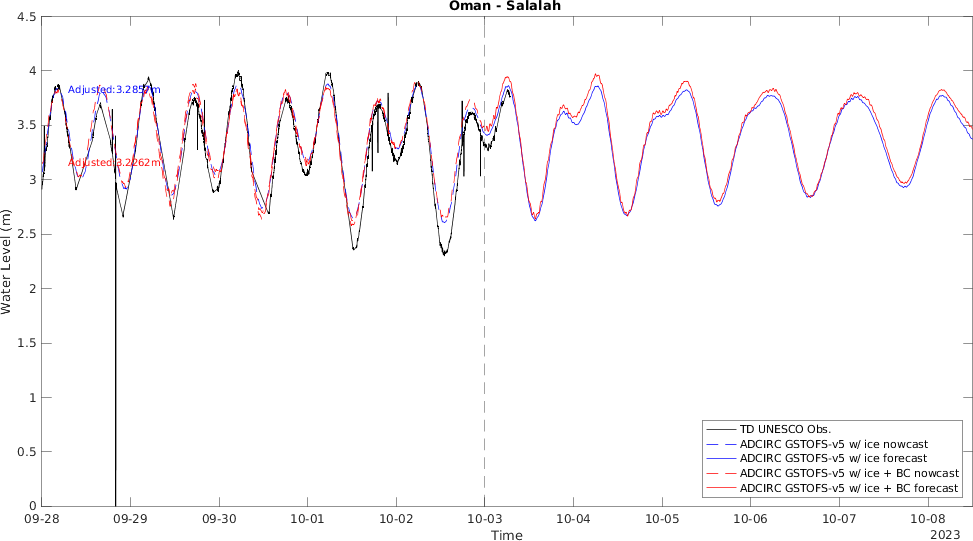 Oman - Salalah
4.5
4
3.5
3
2.5
2
1.5
1
0.5
0
Water Level (m)
Adjusted:3.2857m
Adjusted:3.2262m
TD UNESCO Obs.
ADCIRC GSTOFS-v5 w/ ice nowcast
ADCIRC GSTOFS-v5 w/ ice forecast
ADCIRC GSTOFS-v5 w/ ice + BC nowcast
ADCIRC GSTOFS-v5 w/ ice + BC forecast
09-28 09-29 09-30 10-01 10-02 10-03 10-04 10-05 10-06 10-07 10-08
Time
2023